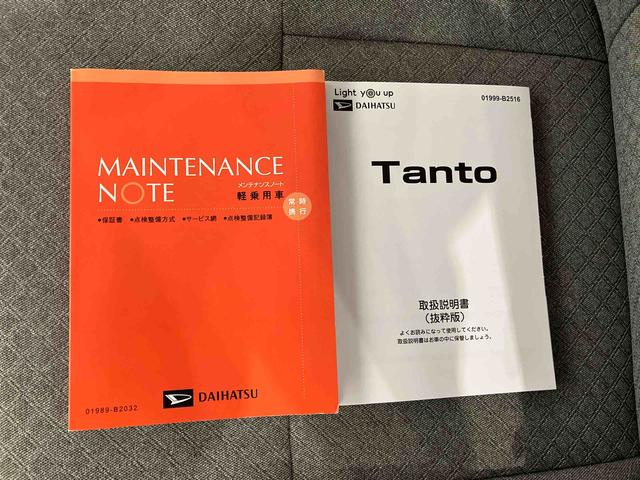 MAINTENANCE
NOTE
メンテナンスノート
軽乗用車
常時
携行
●保証書 ●点検整備方式 ●サービス網 ●点検整備記録簿
DAIHATSU
01989-B2032
Light you up
DAIHATSU
01999-B2516
Tanto
取扱説明書
（抜粋版）
よくお読みになって使用してください。
取扱説明書はお車の中に保管しましょう。